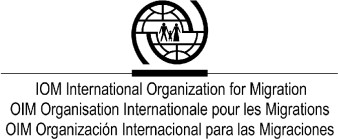 IOM International Organization for Migration
OIM Organisation Internationale pour les Migrations
OIM Organización Internacional para las Migraciones